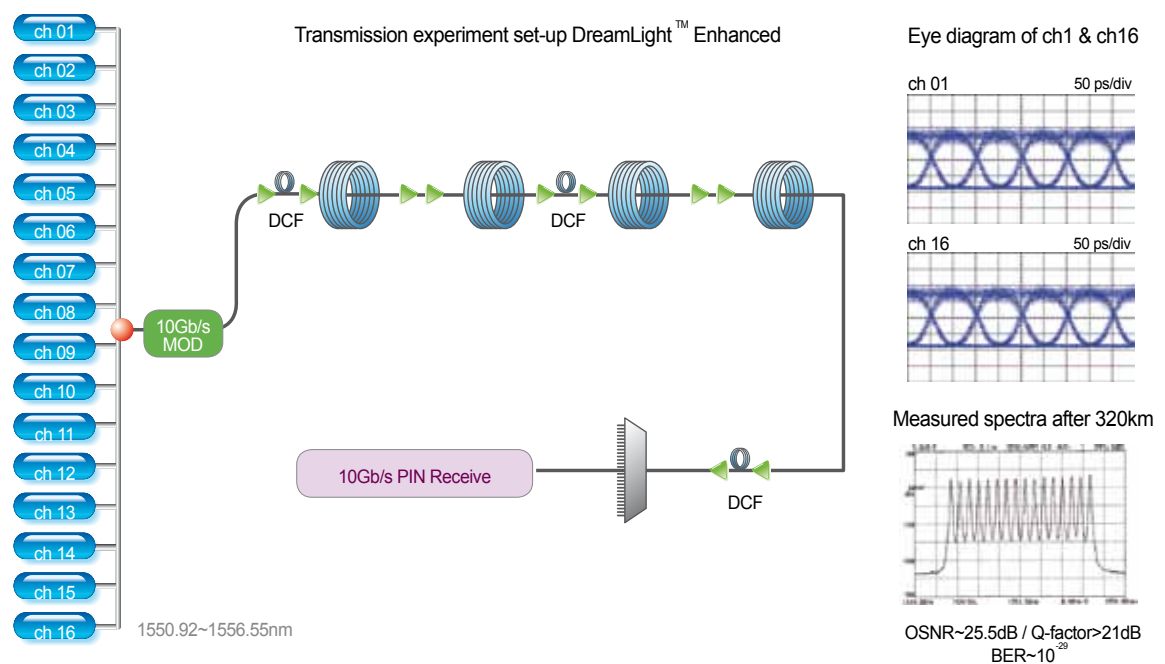 Transmission experiment set-up DreamLight™ Enhanced
ch 01
ch 02
ch 03
ch 04
ch 05
ch 06
ch 07
ch 08
ch 09
ch 10
ch 11
ch 12
ch 13
ch 14
ch 15
ch 16
1550.92~1556.55nm
10Gb/s
MOD
DCF
DCF
DCF
10Gb/s PIN Receive
Eye diagram of ch1 & ch16
ch 01 50 ps/div
ch 16 50 ps/div
Measured spectra after 320km
OSNR~25.5dB / Q-factor>21dB
BER~10⁻²⁹